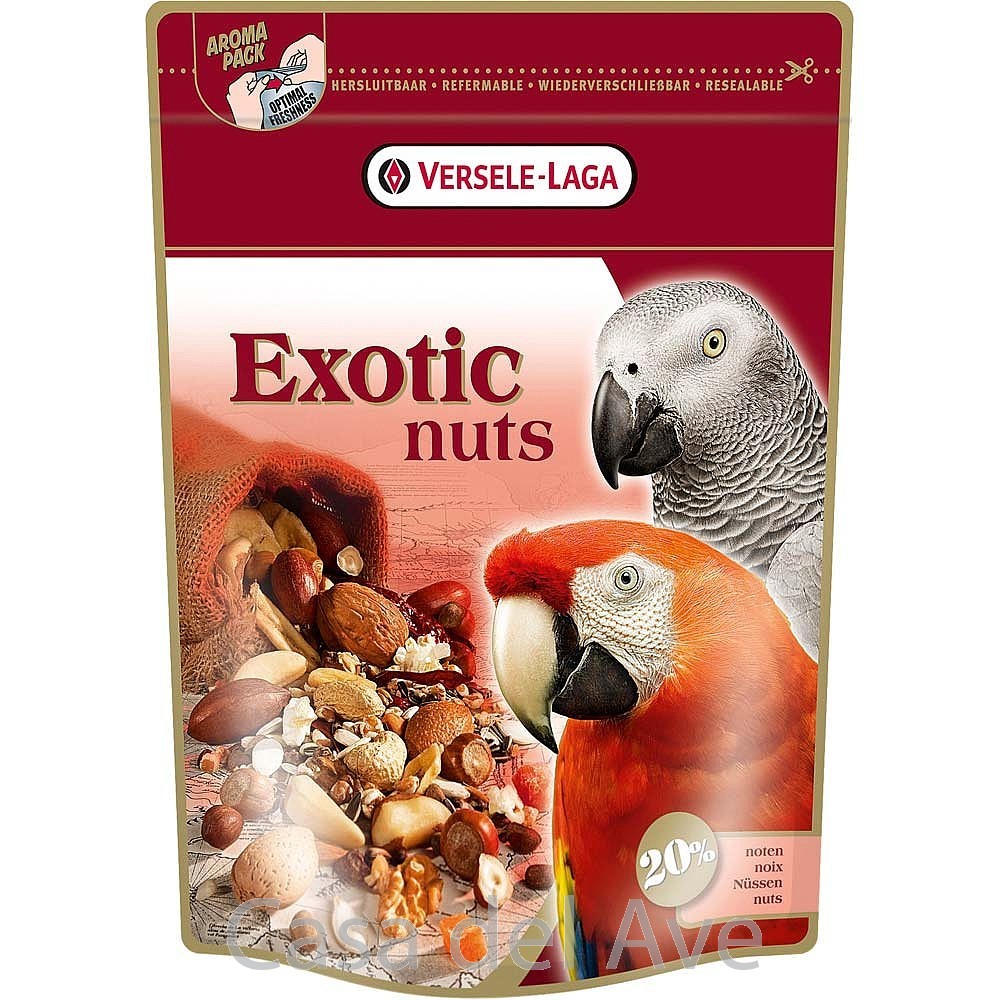 AROMA
PACK
OPTIMAL
FRESHNESS
HERSLUITBAAR • REFERMABLE • WIEDERVERSCHLIEßBAR • RESEALABLE
VERSELE-LAGA
Exotic
nuts
20%
noten
noix
Nüssen
nuts
Casa del Ave